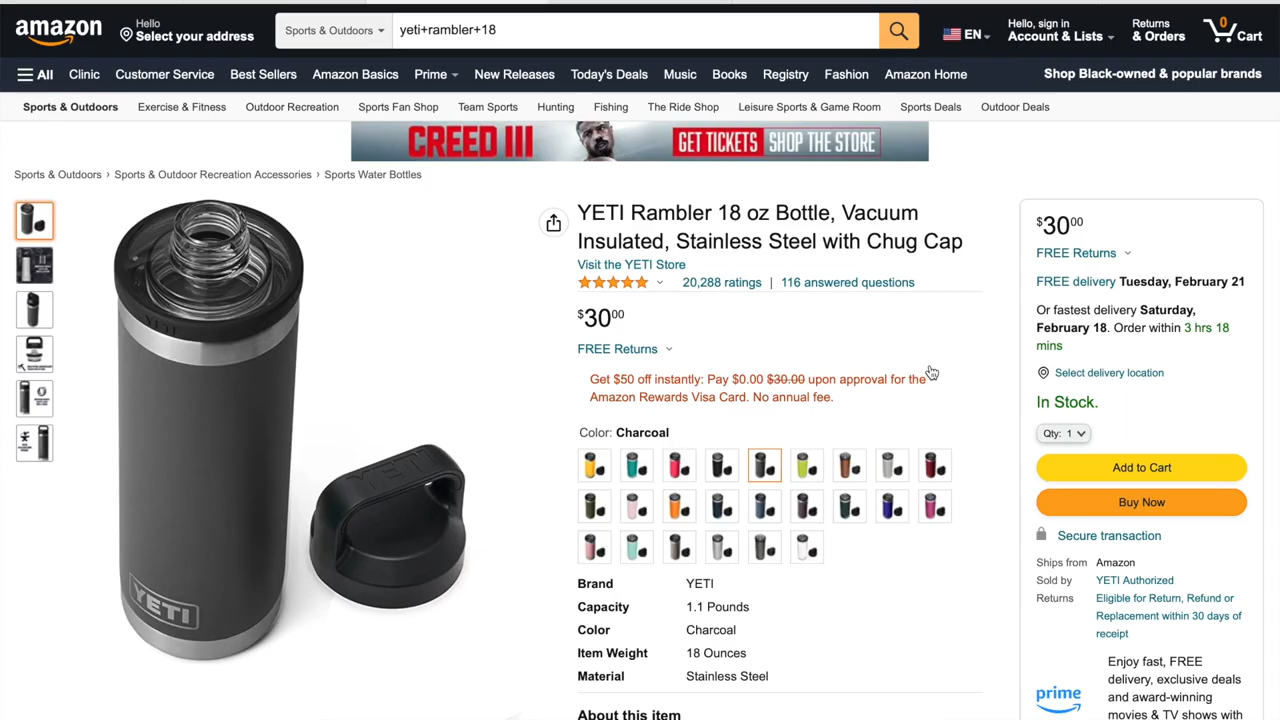 amazon
Hello
Select your address
Sports & Outdoors
yeti+rambler+18
EN
Hello, sign in
Account & Lists
Returns
& Orders
0
Cart
All
Clinic
Customer Service
Best Sellers
Amazon Basics
Prime
New Releases
Today's Deals
Music
Books
Registry
Fashion
Amazon Home
Shop Black-owned & popular brands
Sports & Outdoors
Exercise & Fitness
Outdoor Recreation
Sports Fan Shop
Team Sports
Hunting
Fishing
The Ride Shop
Leisure Sports & Game Room
Sports Deals
Outdoor Deals
CREED III
GET TICKETS
SHOP THE STORE
Sports & Outdoors › Sports & Outdoor Recreation Accessories › Sports Water Bottles
YETI
YETI
YETI
YETI Rambler 18 oz Bottle, Vacuum
Insulated, Stainless Steel with Chug Cap
Visit the YETI Store
20,288 ratings | 116 answered questions
$3000
FREE Returns
Get $50 off instantly: Pay $0.00 $30.00 upon approval for the
Amazon Rewards Visa Card. No annual fee.
Color: Charcoal
Brand YETI
Capacity 1.1 Pounds
Color Charcoal
Item Weight 18 Ounces
Material Stainless Steel
About this item
$3000
FREE Returns
FREE delivery Tuesday, February 21
Or fastest delivery Saturday,
February 18. Order within 3 hrs 18
mins
Select delivery location
In Stock.
Qty: 1
Add to Cart
Buy Now
Secure transaction
Ships from Amazon
Sold by YETI Authorized
Returns Eligible for Return, Refund or
Replacement within 30 days of
receipt
prime
Enjoy fast, FREE
delivery, exclusive deals
and award-winning
movies & TV shows with